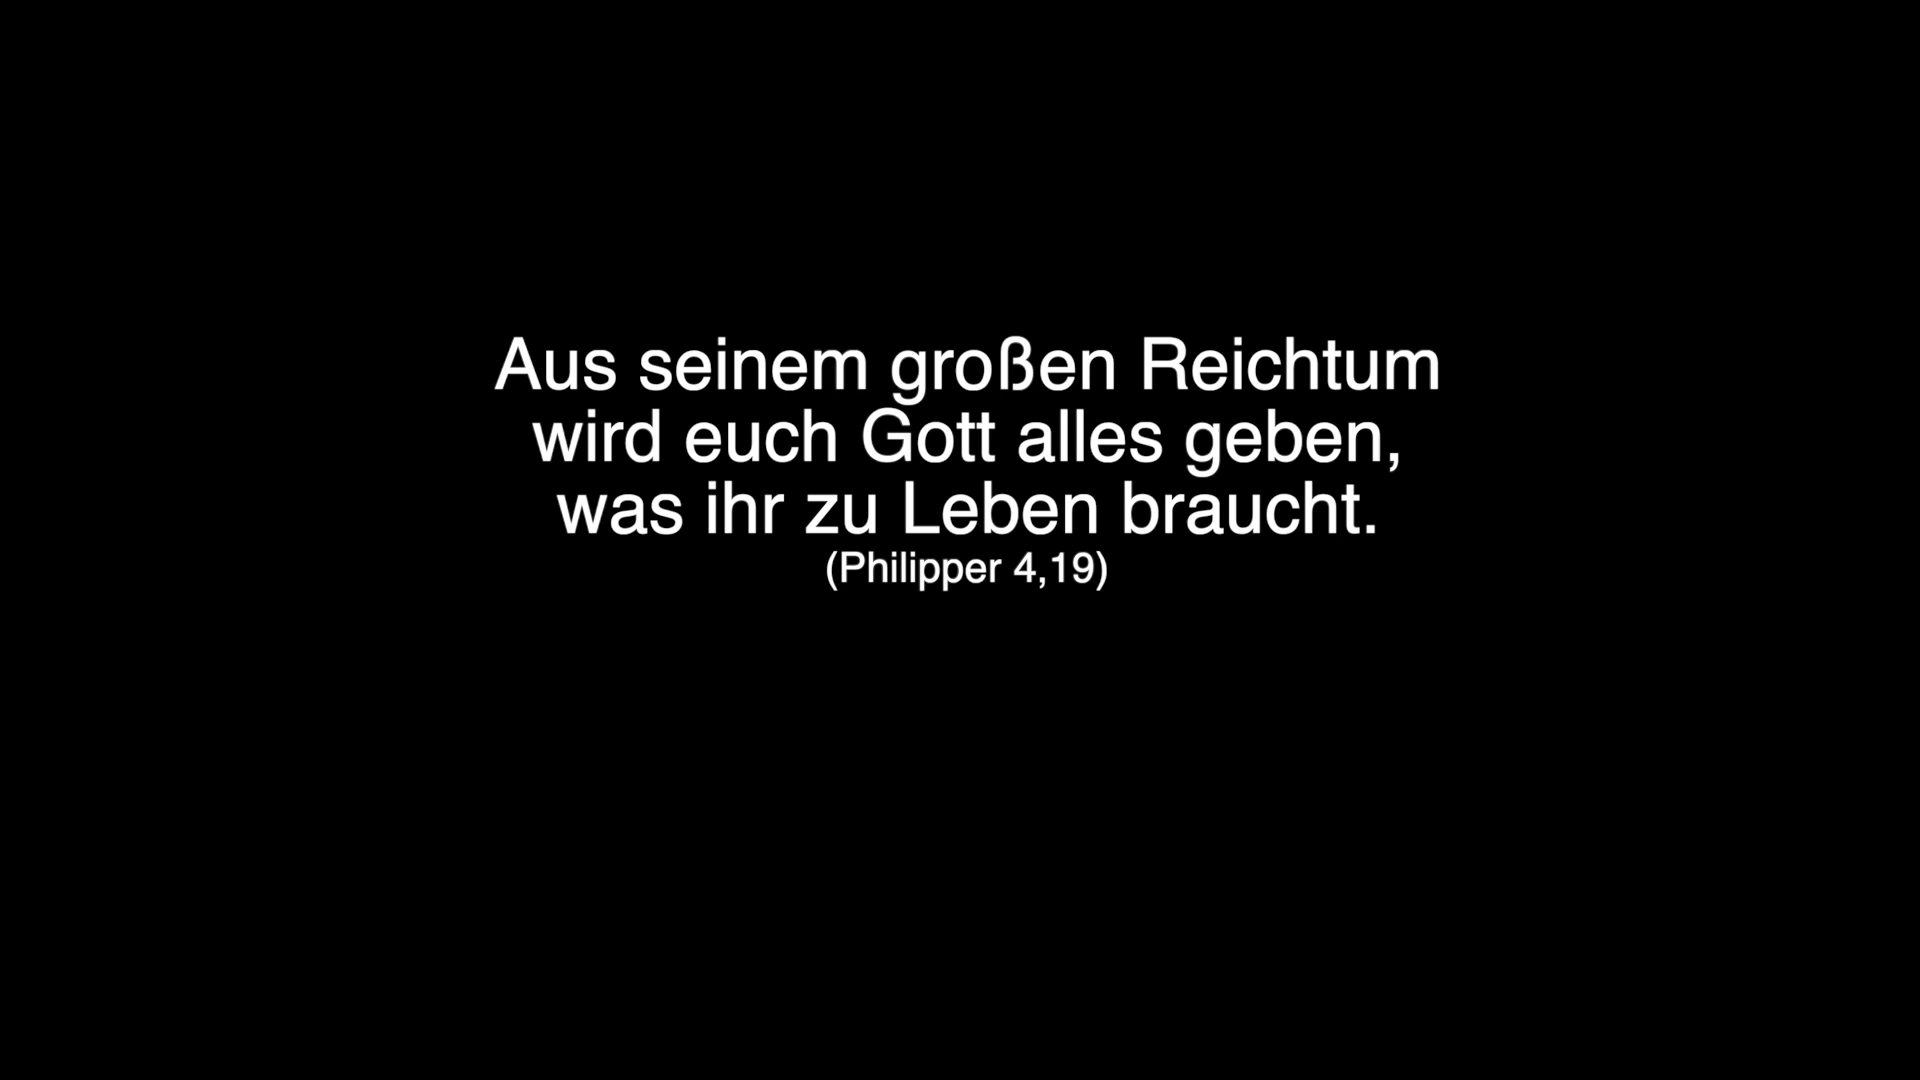 Aus seinem großen Reichtum
wird euch Gott alles geben,
was ihr zu Leben braucht.
(Philipper 4,19)